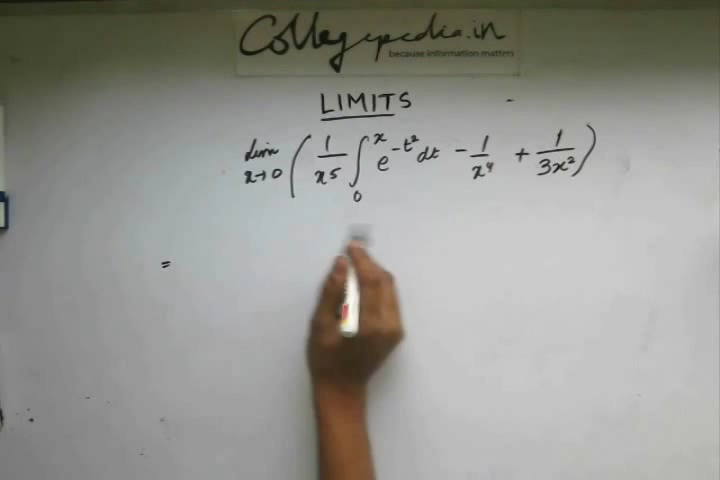 Collegepedia.in
because information matters
LIMITS
lim x→0 ( 1/x⁵ ∫₀ˣ e^(-t²) dt - 1/x⁴ + 1/3x² )
=